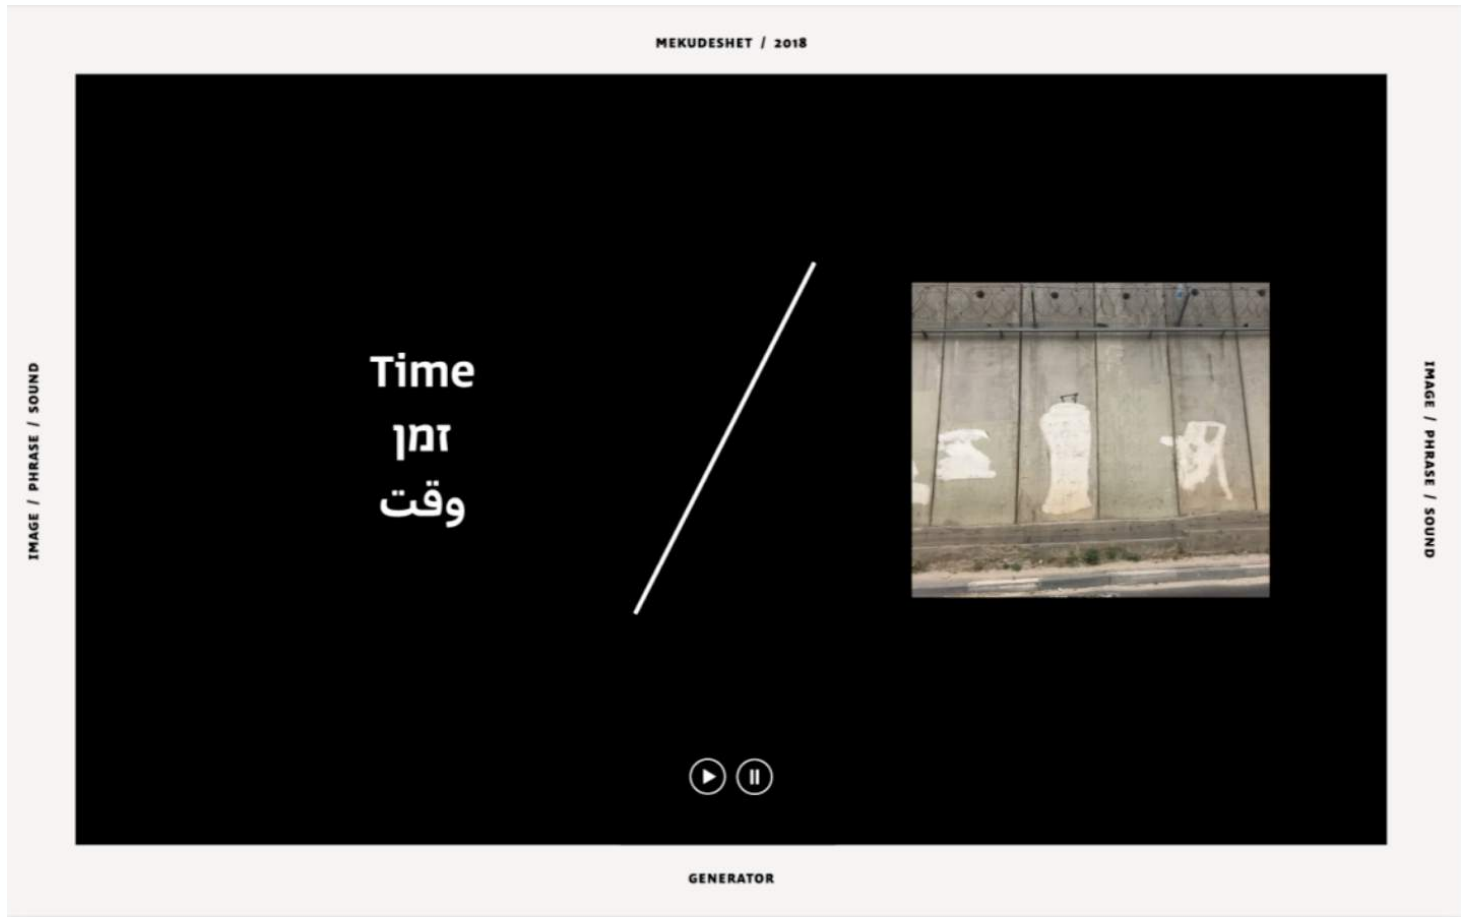 MEKUDESHET / 2018
IMAGE / PHRASE / SOUND
Time
זמן
وقت
IMAGE / PHRASE / SOUND
GENERATOR